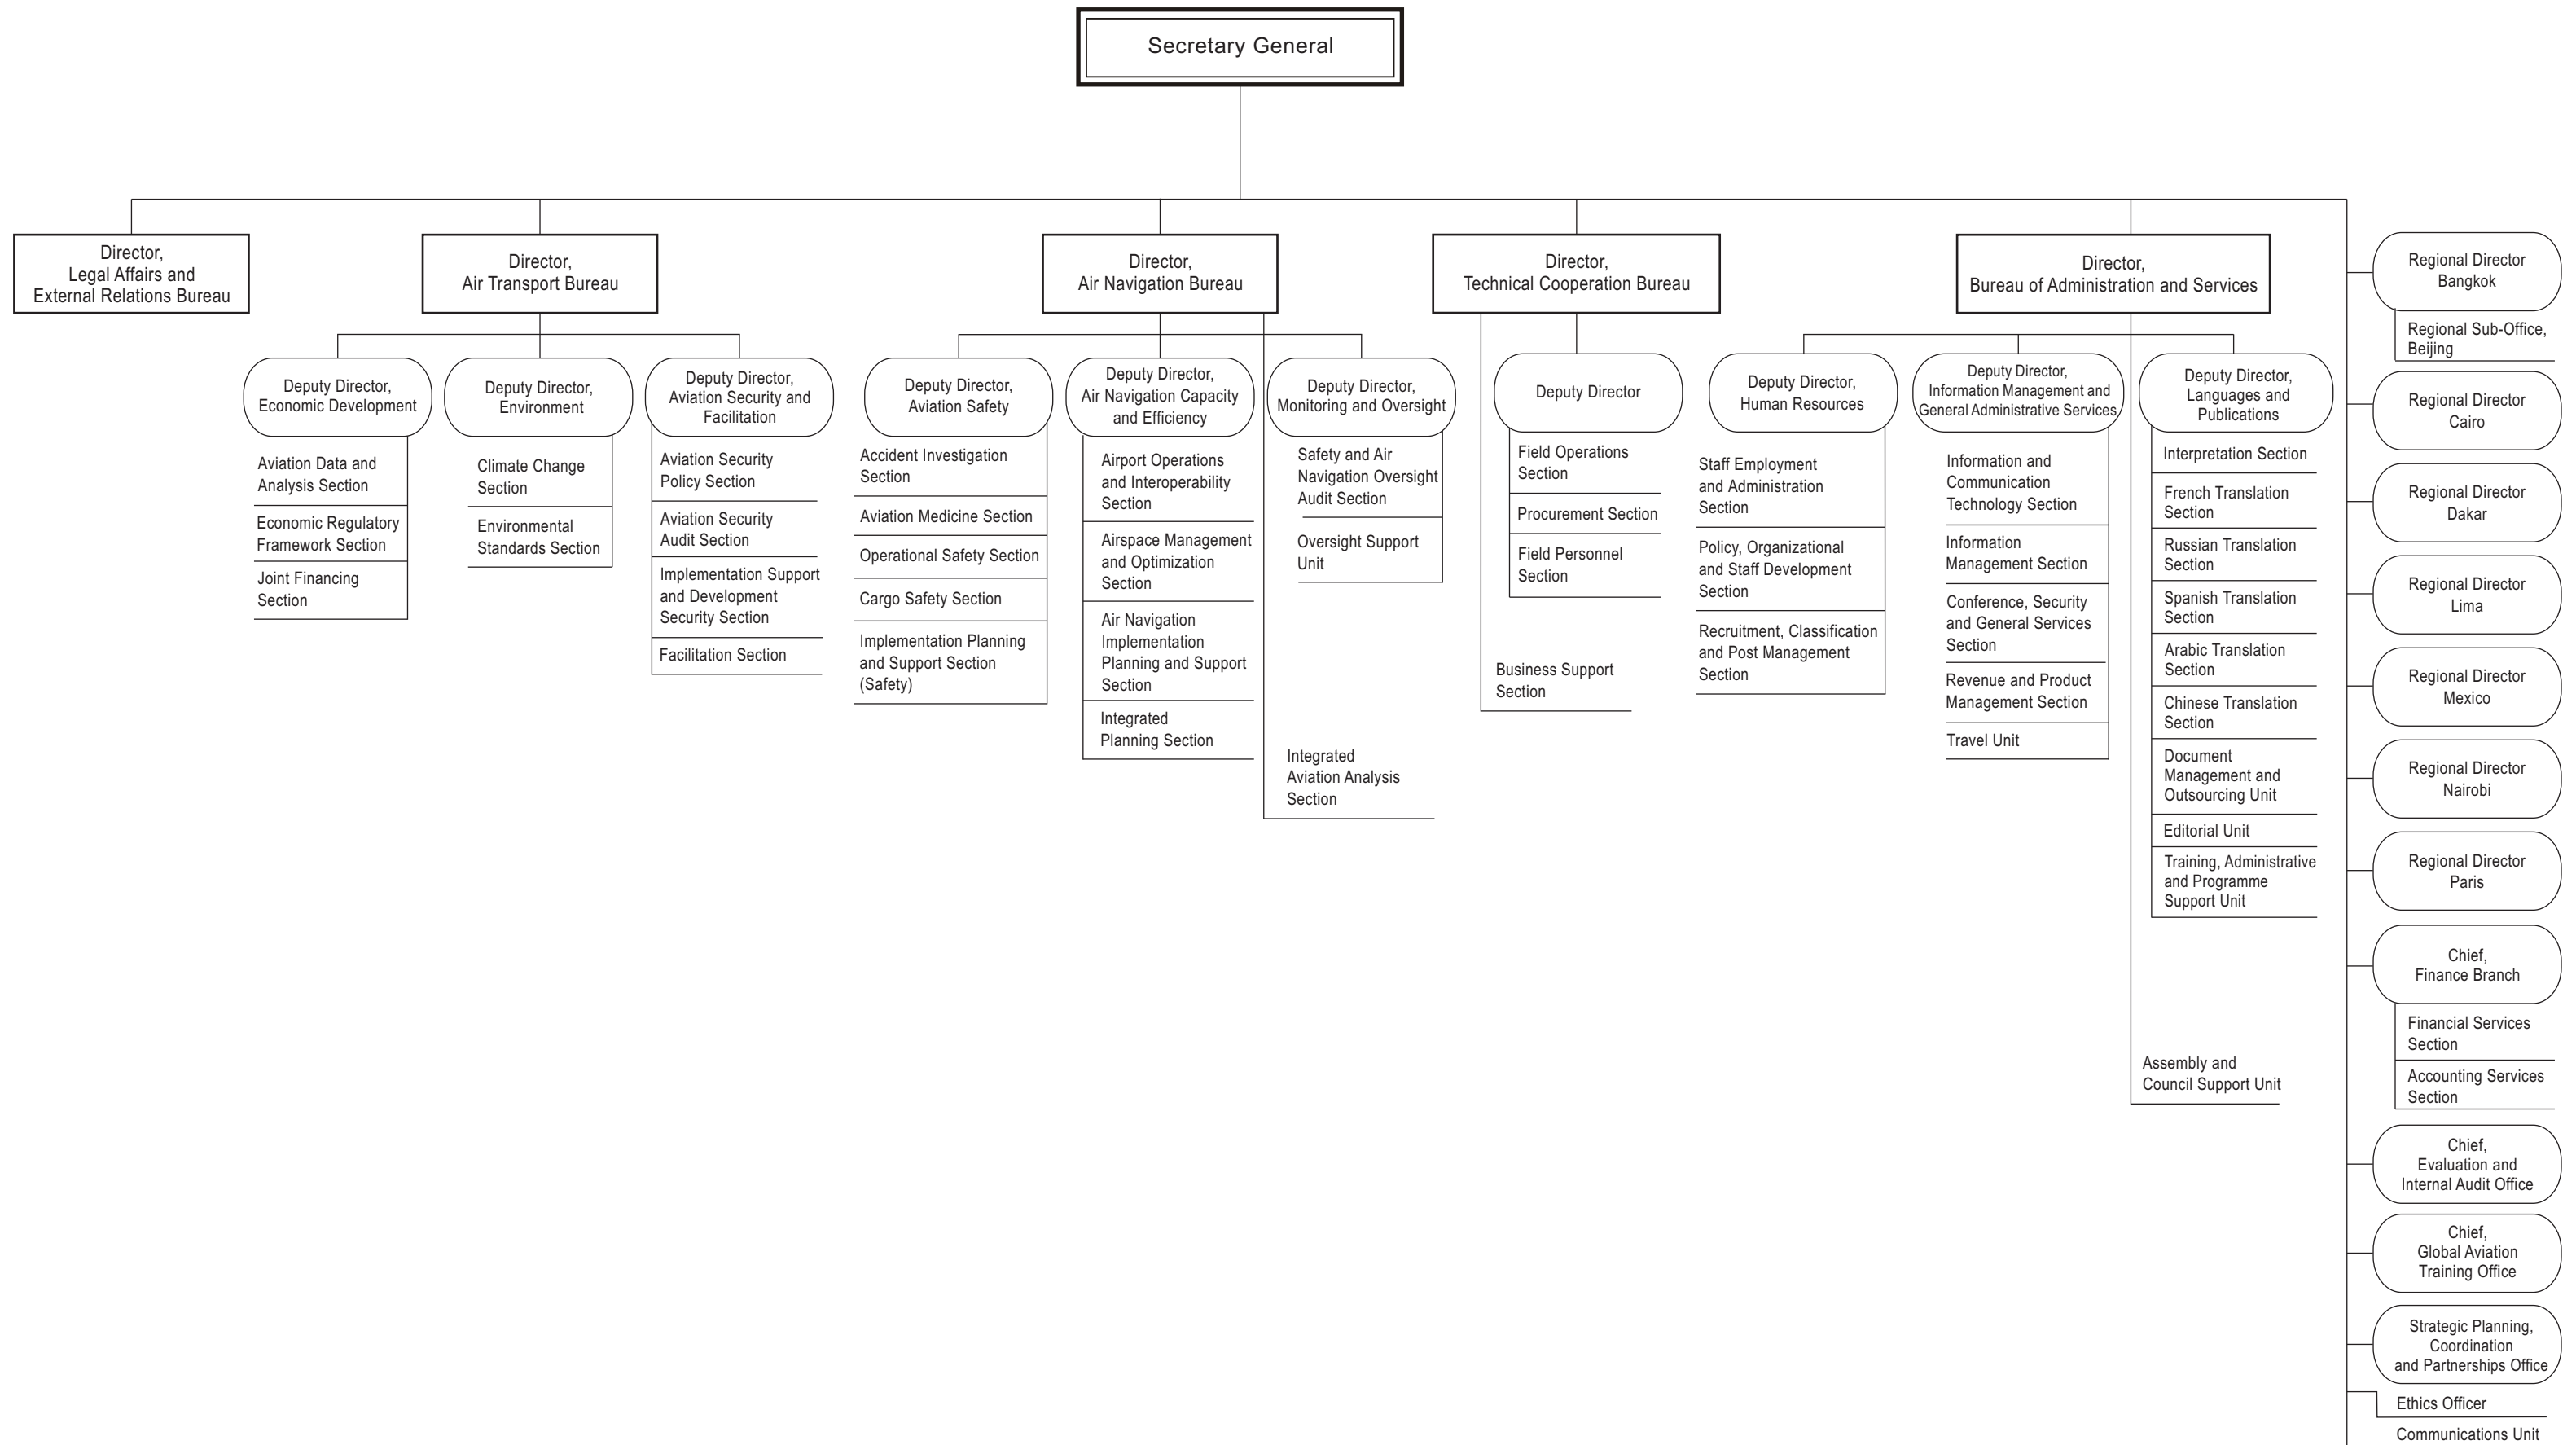 Secretary General
Director,
Legal Affairs and
External Relations Bureau
Director,
Air Transport Bureau
Deputy Director,
Economic Development
Aviation Data and
Analysis Section
Economic Regulatory
Framework Section
Joint Financing
Section
Deputy Director,
Environment
Climate Change
Section
Environmental
Standards Section
Deputy Director,
Aviation Security and
Facilitation
Aviation Security
Policy Section
Aviation Security
Audit Section
Implementation Support
and Development
Security Section
Facilitation Section
Director,
Air Navigation Bureau
Deputy Director,
Aviation Safety
Accident Investigation
Section
Aviation Medicine Section
Operational Safety Section
Cargo Safety Section
Implementation Planning
and Support Section
(Safety)
Deputy Director,
Air Navigation Capacity
and Efficiency
Airport Operations
and Interoperability
Section
Airspace Management
and Optimization
Section
Air Navigation
Implementation
Planning and Support
Section
Integrated
Planning Section
Deputy Director,
Monitoring and Oversight
Safety and Air
Navigation Oversight
Audit Section
Oversight Support
Unit
Integrated
Aviation Analysis
Section
Director,
Technical Cooperation Bureau
Deputy Director
Field Operations
Section
Procurement Section
Field Personnel
Section
Business Support
Section
Director,
Bureau of Administration and Services
Deputy Director,
Human Resources
Staff Employment
and Administration
Section
Policy, Organizational
and Staff Development
Section
Recruitment, Classification
and Post Management
Section
Deputy Director,
Information Management and
General Administrative Services
Information and
Communication
Technology Section
Information
Management Section
Conference, Security
and General Services
Section
Revenue and Product
Management Section
Travel Unit
Deputy Director,
Languages and
Publications
Interpretation Section
French Translation
Section
Russian Translation
Section
Spanish Translation
Section
Arabic Translation
Section
Chinese Translation
Section
Document
Management and
Outsourcing Unit
Editorial Unit
Training, Administrative
and Programme
Support Unit
Assembly and
Council Support Unit
Regional Director
Bangkok
Regional Sub-Office,
Beijing
Regional Director
Cairo
Regional Director
Dakar
Regional Director
Lima
Regional Director
Mexico
Regional Director
Nairobi
Regional Director
Paris
Chief,
Finance Branch
Financial Services
Section
Accounting Services
Section
Chief,
Evaluation and
Internal Audit Office
Chief,
Global Aviation
Training Office
Strategic Planning,
Coordination
and Partnerships Office
Ethics Officer
Communications Unit